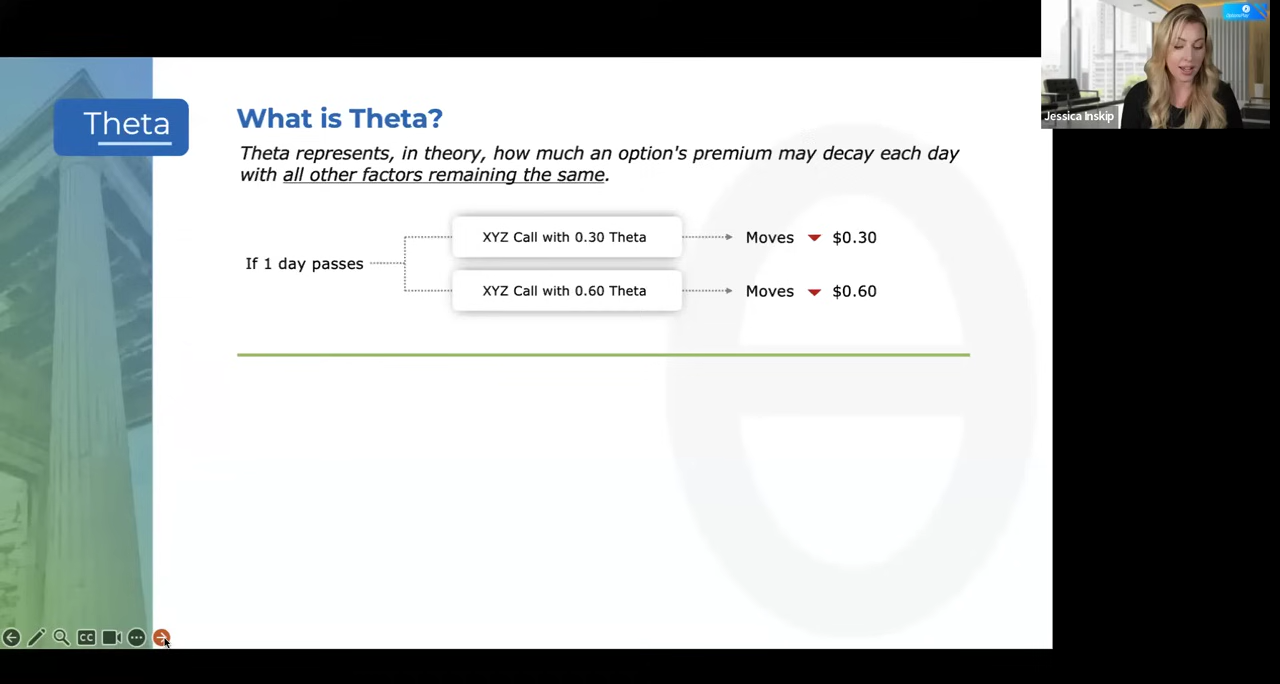 Theta
What is Theta?
Theta represents, in theory, how much an option's premium may decay each day
with all other factors remaining the same.
If 1 day passes
XYZ Call with 0.30 Theta
Moves
$0.30
XYZ Call with 0.60 Theta
Moves
$0.60
θ
CC
Jessica Inskip